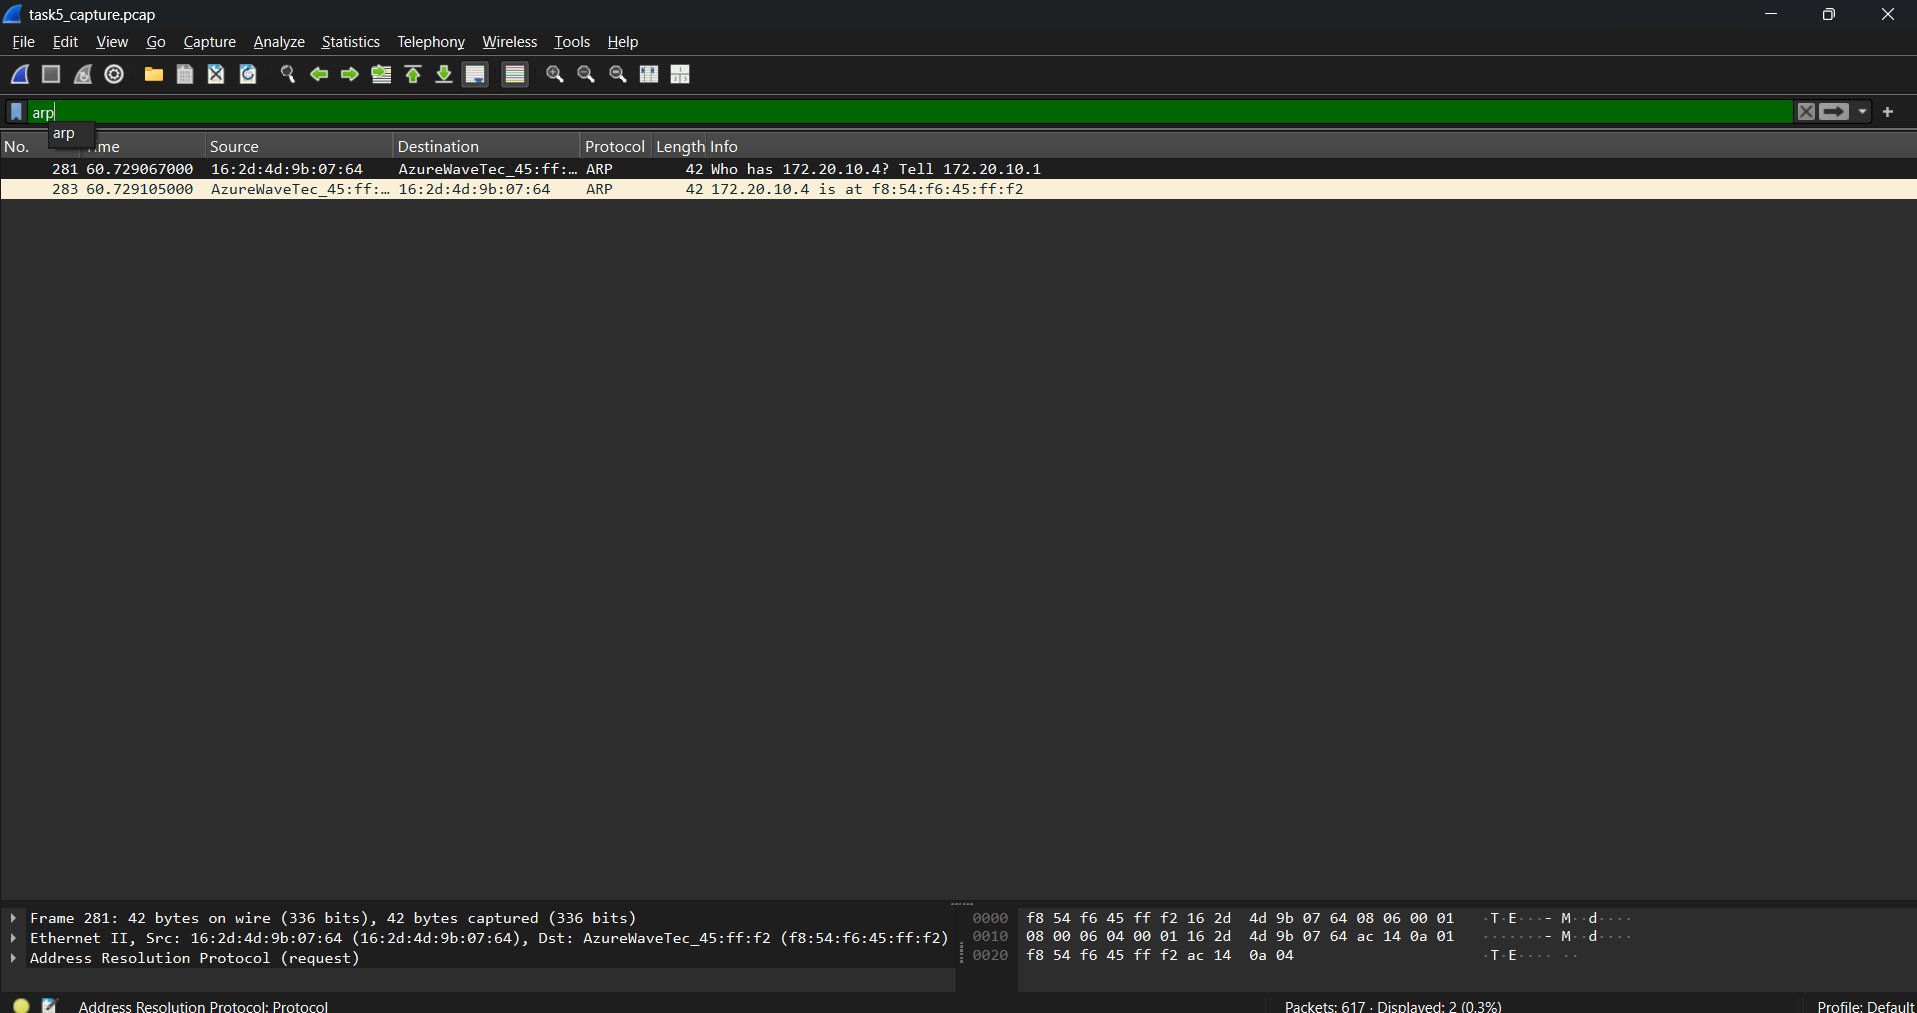 task5_capture.pcap
File Edit View Go Capture Analyze Statistics Telephony Wireless Tools Help
arp
arp
No. Source Destination Protocol Length Info
281 60.729067000 16:2d:4d:9b:07:64 AzureWaveTec_45:ff:… ARP 42 Who has 172.20.10.4? Tell 172.20.10.1
283 60.729105000 AzureWaveTec_45:ff:… 16:2d:4d:9b:07:64 ARP 42 172.20.10.4 is at f8:54:f6:45:ff:f2
Frame 281: 42 bytes on wire (336 bits), 42 bytes captured (336 bits)
Ethernet II, Src: 16:2d:4d:9b:07:64 (16:2d:4d:9b:07:64), Dst: AzureWaveTec_45:ff:f2 (f8:54:f6:45:ff:f2)
Address Resolution Protocol (request)
0000 f8 54 f6 45 ff f2 16 2d 4d 9b 07 64 08 06 00 01 ·T·E···- M··d····
0010 08 00 06 04 00 01 16 2d 4d 9b 07 64 ac 14 0a 01 ·······- M··d····
0020 f8 54 f6 45 ff f2 ac 14 0a 04 ·T·E···· ··
Address Resolution Protocol: Protocol
Packets: 617 · Displayed: 2 (0.3%)
Profile: Default